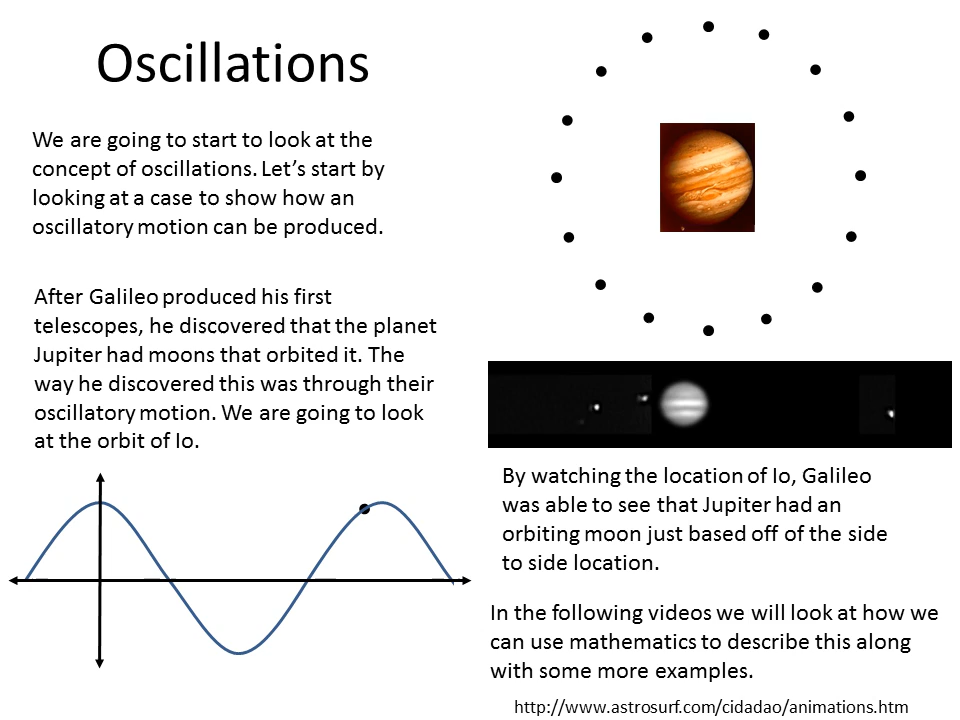 Oscillations
We are going to start to look at the
concept of oscillations. Let's start by
looking at a case to show how an
oscillatory motion can be produced.
After Galileo produced his first
telescopes, he discovered that the planet
Jupiter had moons that orbited it. The
way he discovered this was through their
oscillatory motion. We are going to look
at the orbit of Io.
By watching the location of Io, Galileo
was able to see that Jupiter had an
orbiting moon just based off of the side
to side location.
In the following videos we will look at how we
can use mathematics to describe this along
with some more examples.
http://www.astrosurf.com/cidadao/animations.htm